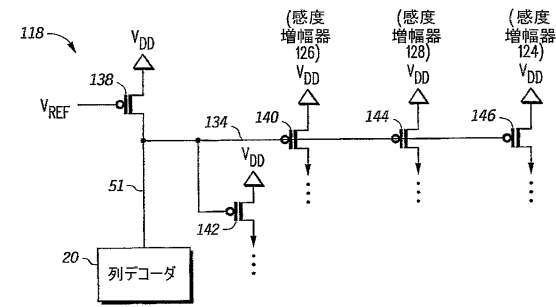 118
(感度
増幅器
126)
(感度
増幅器
128)
(感度
増幅器
124)
VDD
VDD
VDD
VDD
138
VREF
134
140
144
146
VDD
51
142
20
列デコーダ